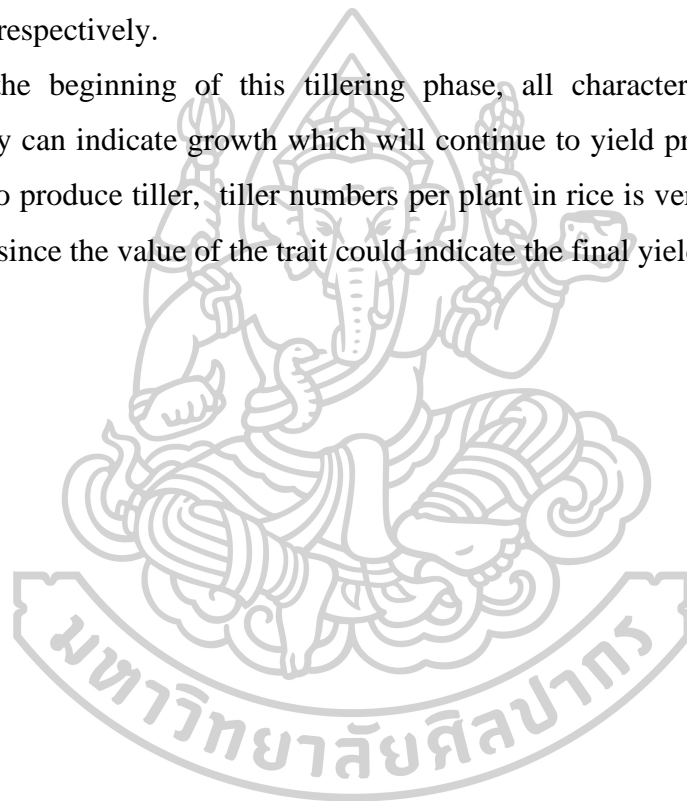 respectively.
the beginning of this tillering phase, all character
y can indicate growth which will continue to yield pr
o produce tiller, tiller numbers per plant in rice is ver
since the value of the trait could indicate the final yiel
มหาวิทยาลัยศิลปากร